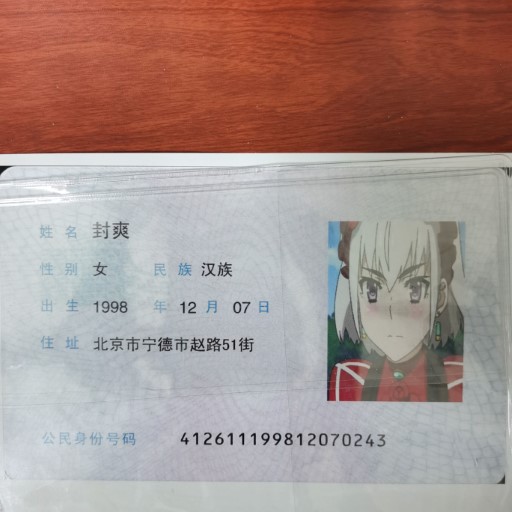 姓名 封爽
性别 女 民族 汉族
出生 1998 年 12 月 07 日
住址 北京市宁德市赵路51街
公民身份号码 412611199812070243